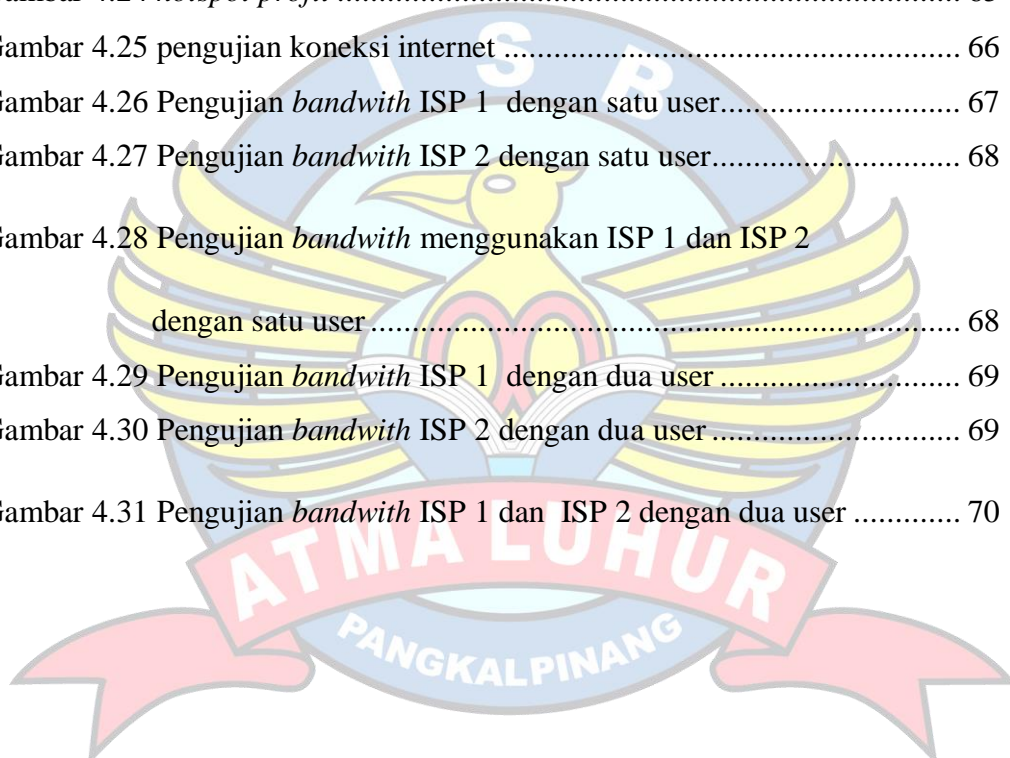 4.24 hotspot profil
Gambar 4.25 pengujian koneksi internet ........................................................ 66
Gambar 4.26 Pengujian bandwith ISP 1  dengan satu user............................. 67
Gambar 4.27 Pengujian bandwith ISP 2 dengan satu user.............................. 68
Gambar 4.28 Pengujian bandwith menggunakan ISP 1 dan ISP 2
dengan satu user ....................................................................... 68
Gambar 4.29 Pengujian bandwith ISP 1  dengan dua user ............................. 69
Gambar 4.30 Pengujian bandwith ISP 2 dengan dua user .............................. 69
Gambar 4.31 Pengujian bandwith ISP 1 dan  ISP 2 dengan dua user ............. 70
I S B
ATMA LUHUR
PANGKALPINANG